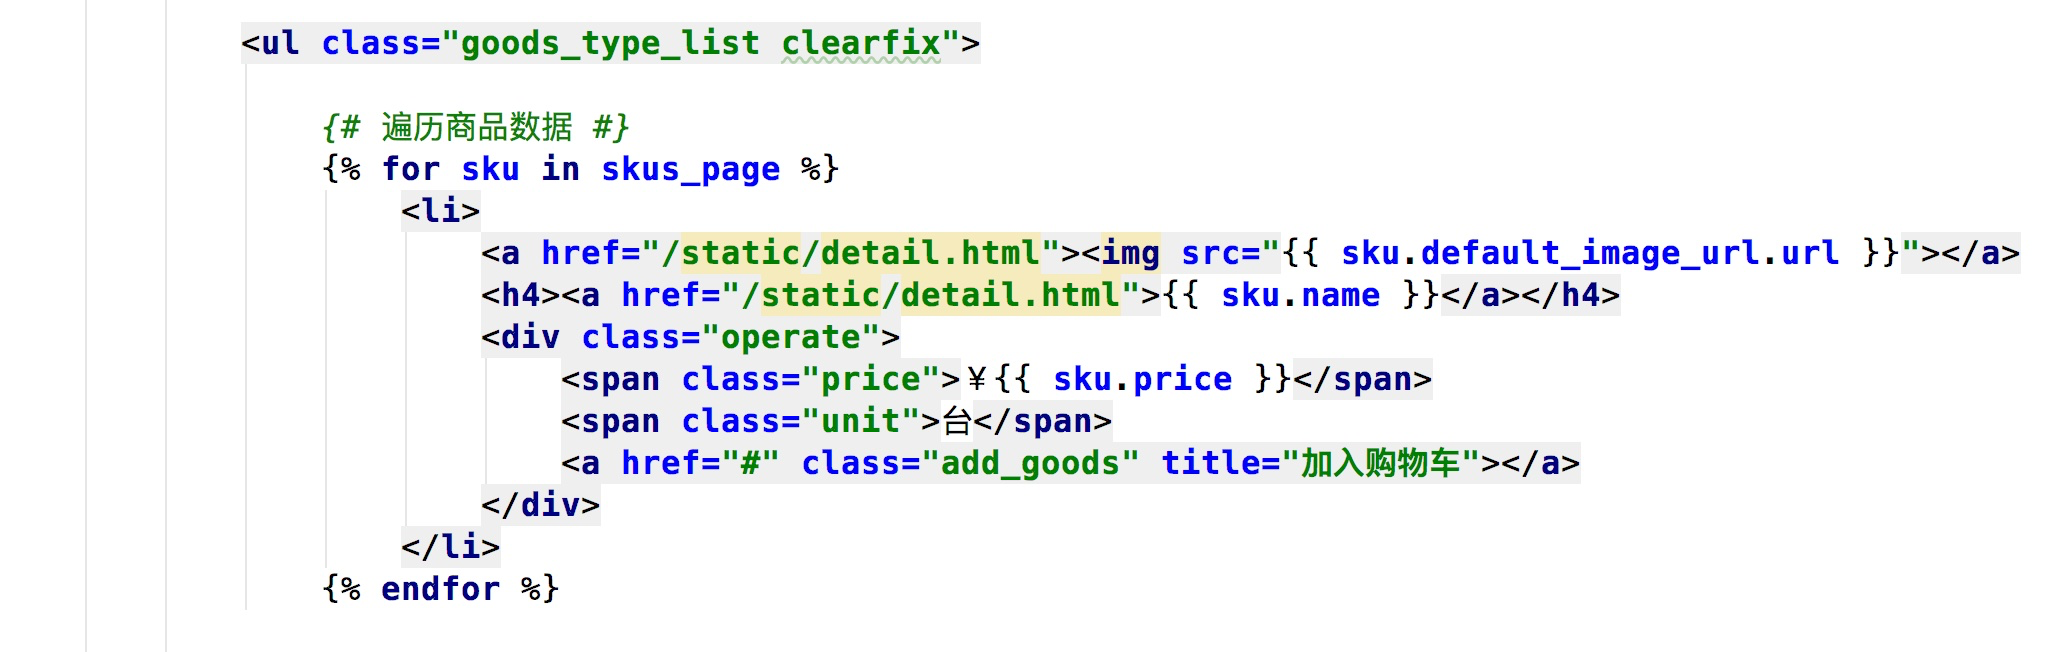 <ul class="goods_type_list clearfix">
{# 遍历商品数据 #}
{% for sku in skus_page %}
<li>
<a href="/static/detail.html"><img src="{{ sku.default_image_url.url }}"></a>
<h4><a href="/static/detail.html">{{ sku.name }}</a></h4>
<div class="operate">
<span class="price">¥{{ sku.price }}</span>
<span class="unit">台</span>
<a href="#" class="add_goods" title="加入购物车"></a>
</div>
</li>
{% endfor %}